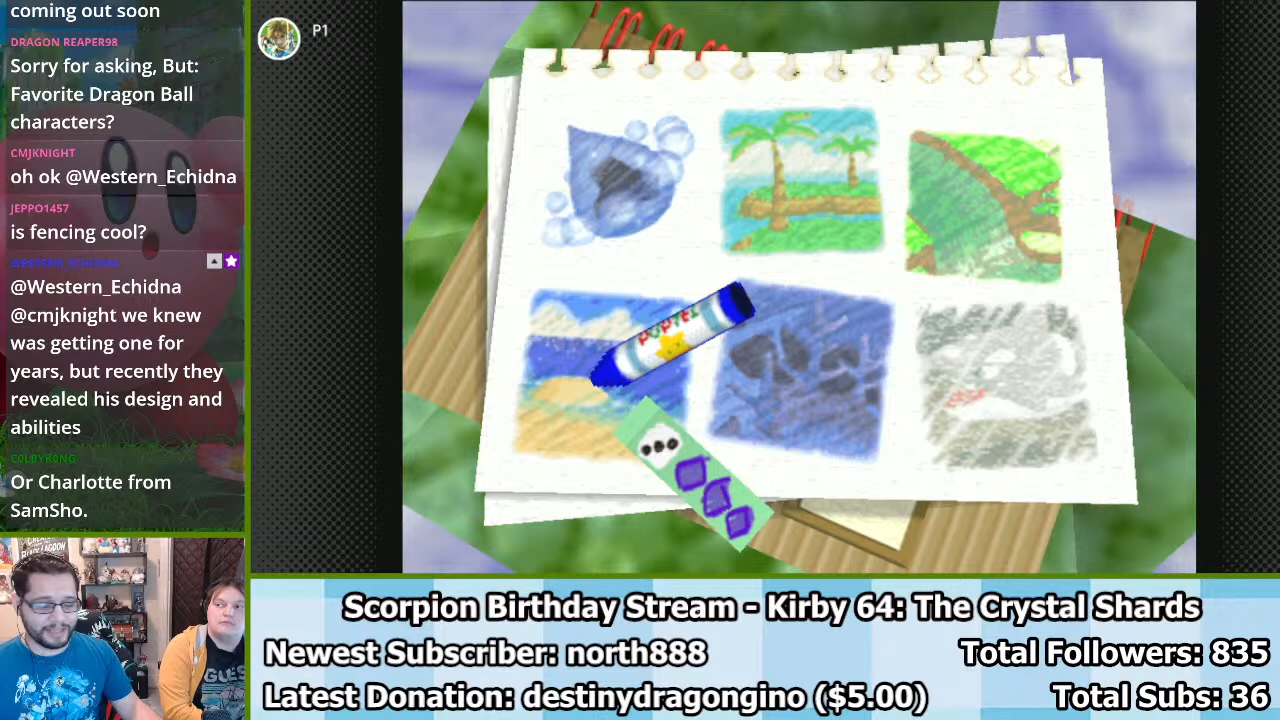 coming out soon
DRAGON REAPER98
Sorry for asking, But:
Favorite Dragon Ball
characters?
CMJKNIGHT
oh ok @Western_Echidna
JEPPO1457
is fencing cool?
WESTERN_ECHIDNA
@Western_Echidna
@cmjknight we knew
was getting one for
years, but recently they
revealed his design and
abilities
C0LBYK0NG
Or Charlotte from
SamSho.
P1
Scorpion Birthday Stream - Kirby 64: The Crystal Shards
Newest Subscriber: north888
Total Followers: 835
Latest Donation: destinydragongino ($5.00)
Total Subs: 36